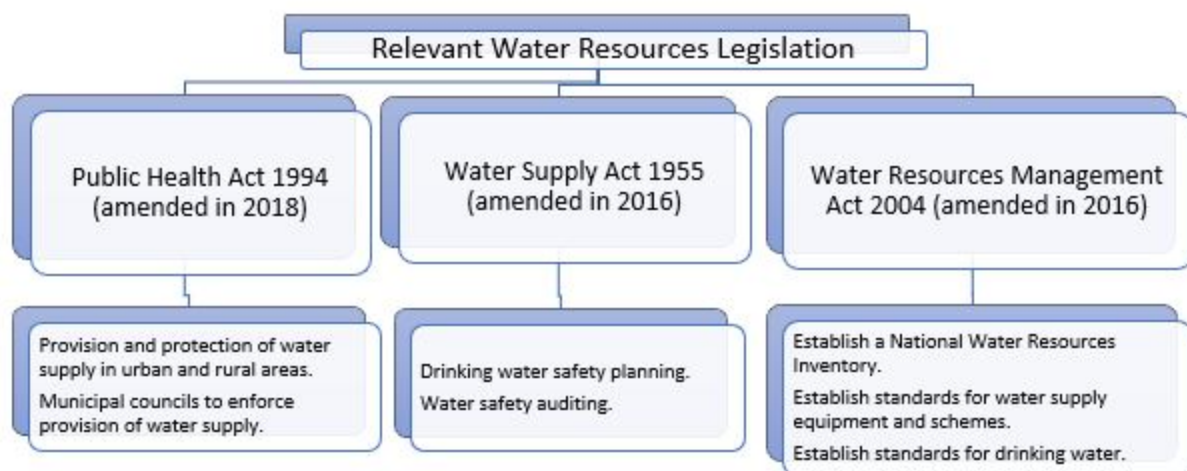 Relevant Water Resources Legislation
Public Health Act 1994
(amended in 2018)
Water Supply Act 1955
(amended in 2016)
Water Resources Management
Act 2004 (amended in 2016)
Provision and protection of water
supply in urban and rural areas.
Municipal councils to enforce
provision of water supply.
Drinking water safety planning.
Water safety auditing.
Establish a National Water Resources
Inventory.
Establish standards for water supply
equipment and schemes.
Establish standards for drinking water.